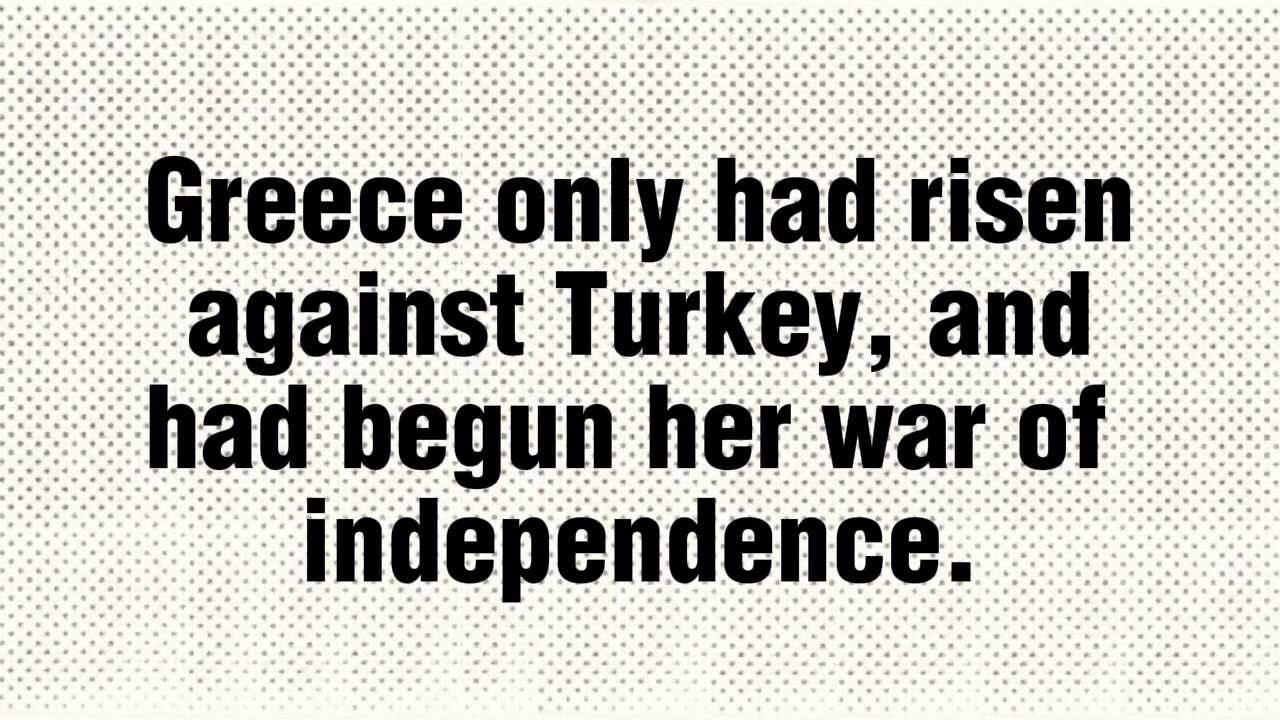 Greece only had risen
against Turkey, and
had begun her war of
independence.